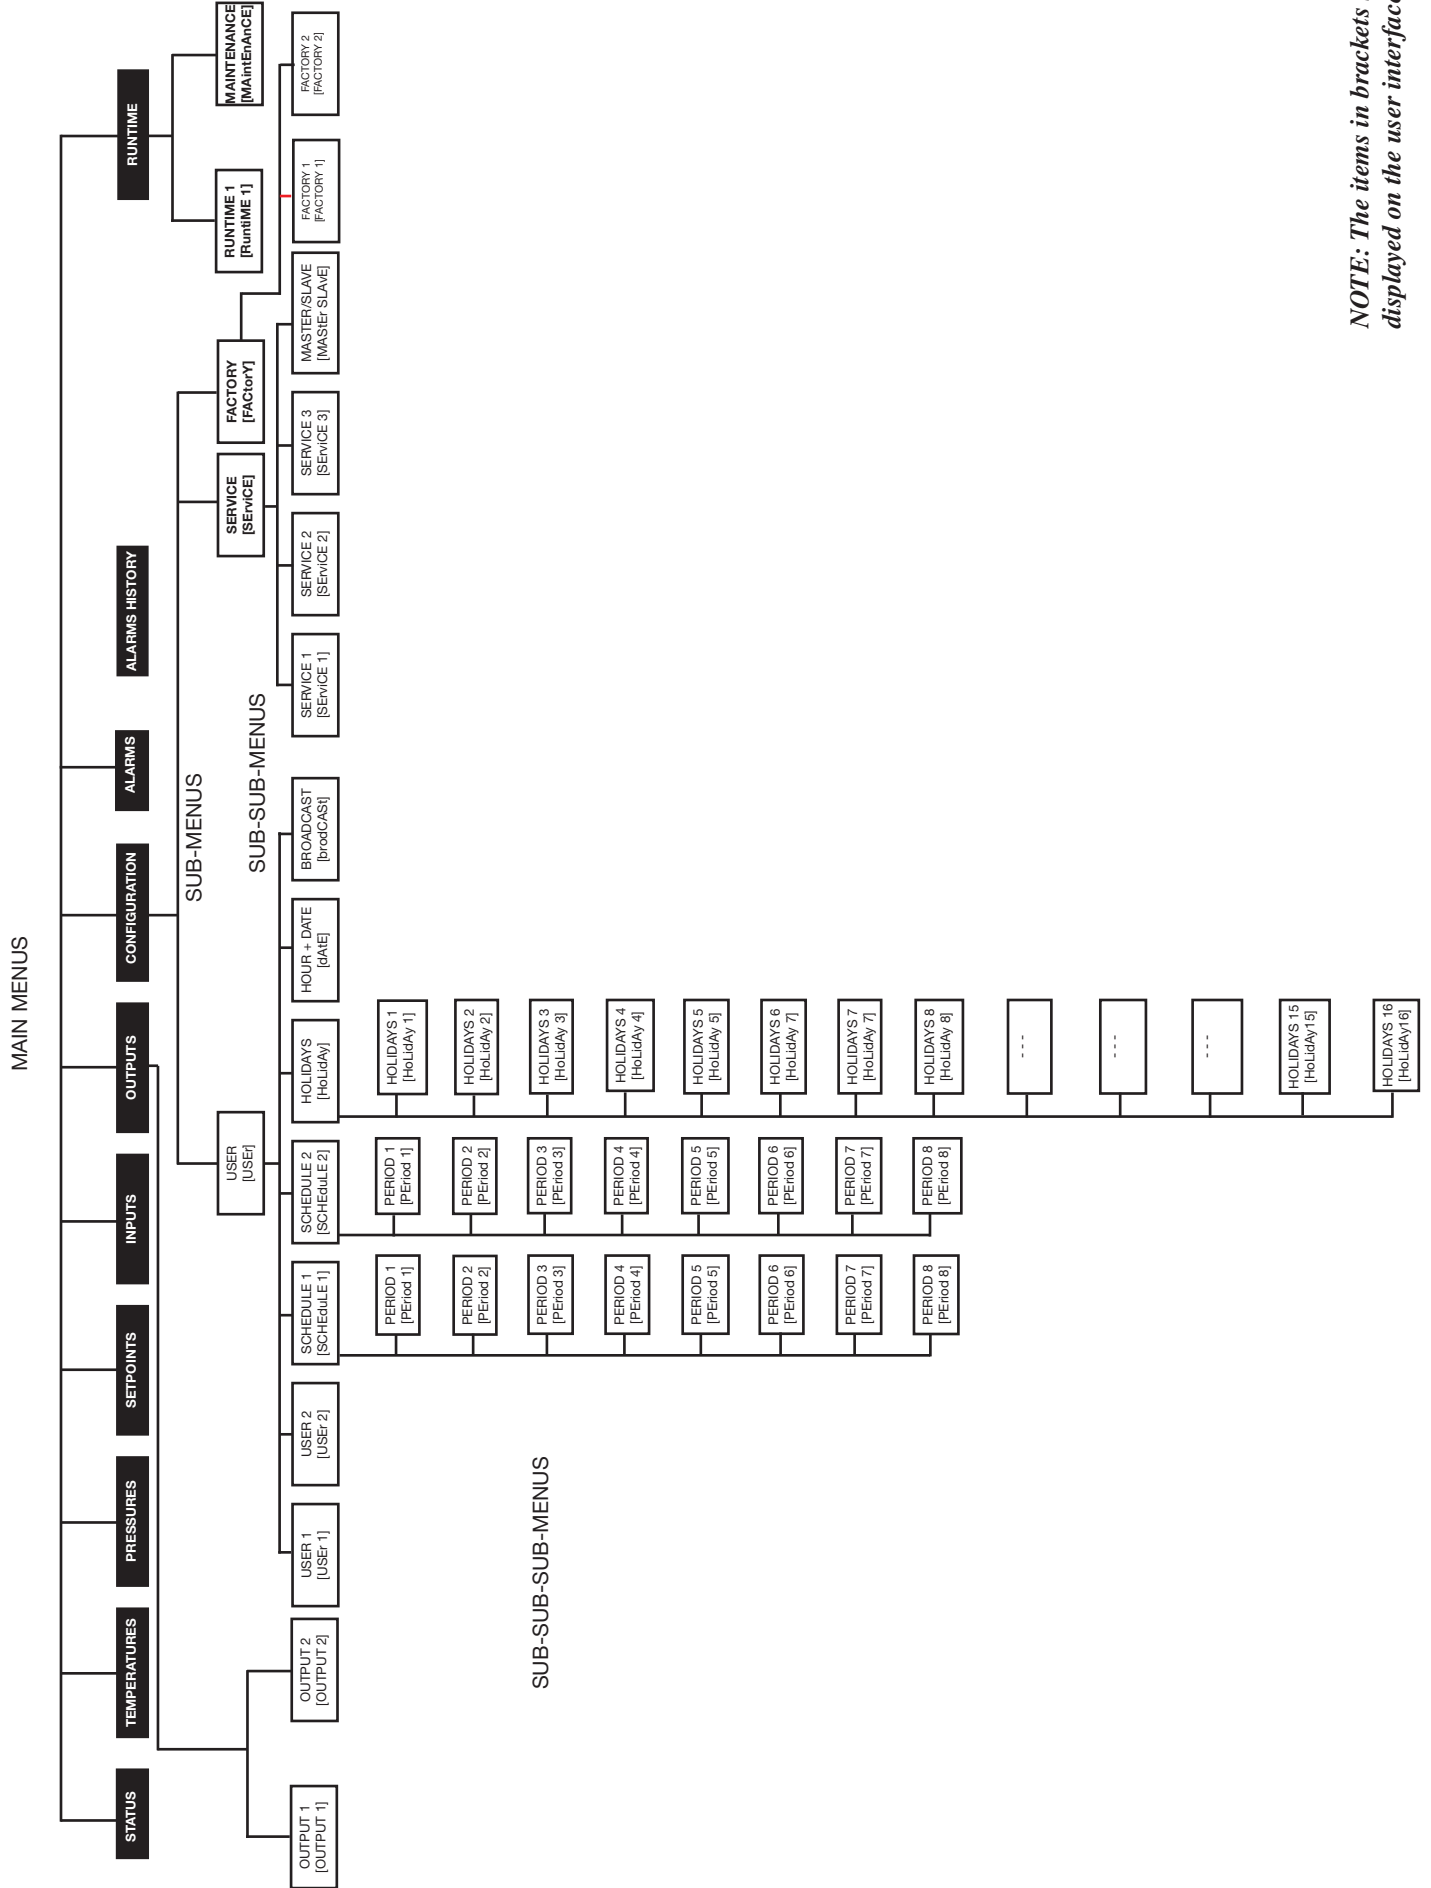 MAIN MENUS
STATUS
TEMPERATURES
PRESSURES
SETPOINTS
INPUTS
OUTPUTS
CONFIGURATION
ALARMS
ALARMS HISTORY
RUNTIME
SUB-MENUS
USER
[USEr]
SERVICE
[SErviCE]
FACTORY
[FACtorY]
RUNTIME 1
[RuntiME 1]
MAINTENANCE
[MAintEnAnCE]
SUB-SUB-MENUS
OUTPUT 1
[OUTPUT 1]
OUTPUT 2
[OUTPUT 2]
USER 1
[USEr 1]
USER 2
[USEr 2]
SCHEDULE 1
[SCHEduLE 1]
SCHEDULE 2
[SCHEduLE 2]
HOLIDAYS
[HoLidAy]
HOUR + DATE
[dAtE]
BROADCAST
[brodCASt]
SERVICE 1
[SErviCE 1]
SERVICE 2
[SErviCE 2]
SERVICE 3
[SErviCE 3]
MASTER/SLAVE
[MAStEr SLAvE]
FACTORY 1
[FACTORY 1]
FACTORY 2
[FACTORY 2]
SUB-SUB-SUB-MENUS
PERIOD 1
[PEriod 1]
PERIOD 2
[PEriod 2]
PERIOD 3
[PEriod 3]
PERIOD 4
[PEriod 4]
PERIOD 5
[PEriod 5]
PERIOD 6
[PEriod 6]
PERIOD 7
[PEriod 7]
PERIOD 8
[PEriod 8]
PERIOD 1
[PEriod 1]
PERIOD 2
[PEriod 2]
PERIOD 3
[PEriod 3]
PERIOD 4
[PEriod 4]
PERIOD 5
[PEriod 5]
PERIOD 6
[PEriod 6]
PERIOD 7
[PEriod 7]
PERIOD 8
[PEriod 8]
HOLIDAYS 1
[HoLidAy 1]
HOLIDAYS 2
[HoLidAy 2]
HOLIDAYS 3
[HoLidAy 3]
HOLIDAYS 4
[HoLidAy 4]
HOLIDAYS 5
[HoLidAy 5]
HOLIDAYS 6
[HoLidAy 7]
HOLIDAYS 7
[HoLidAy 7]
HOLIDAYS 8
[HoLidAy 8]
- - -
- - -
- - -
HOLIDAYS 15
[HoLidAy15]
HOLIDAYS 16
[HoLidAy16]
NOTE: The items in brackets
displayed on the user interface